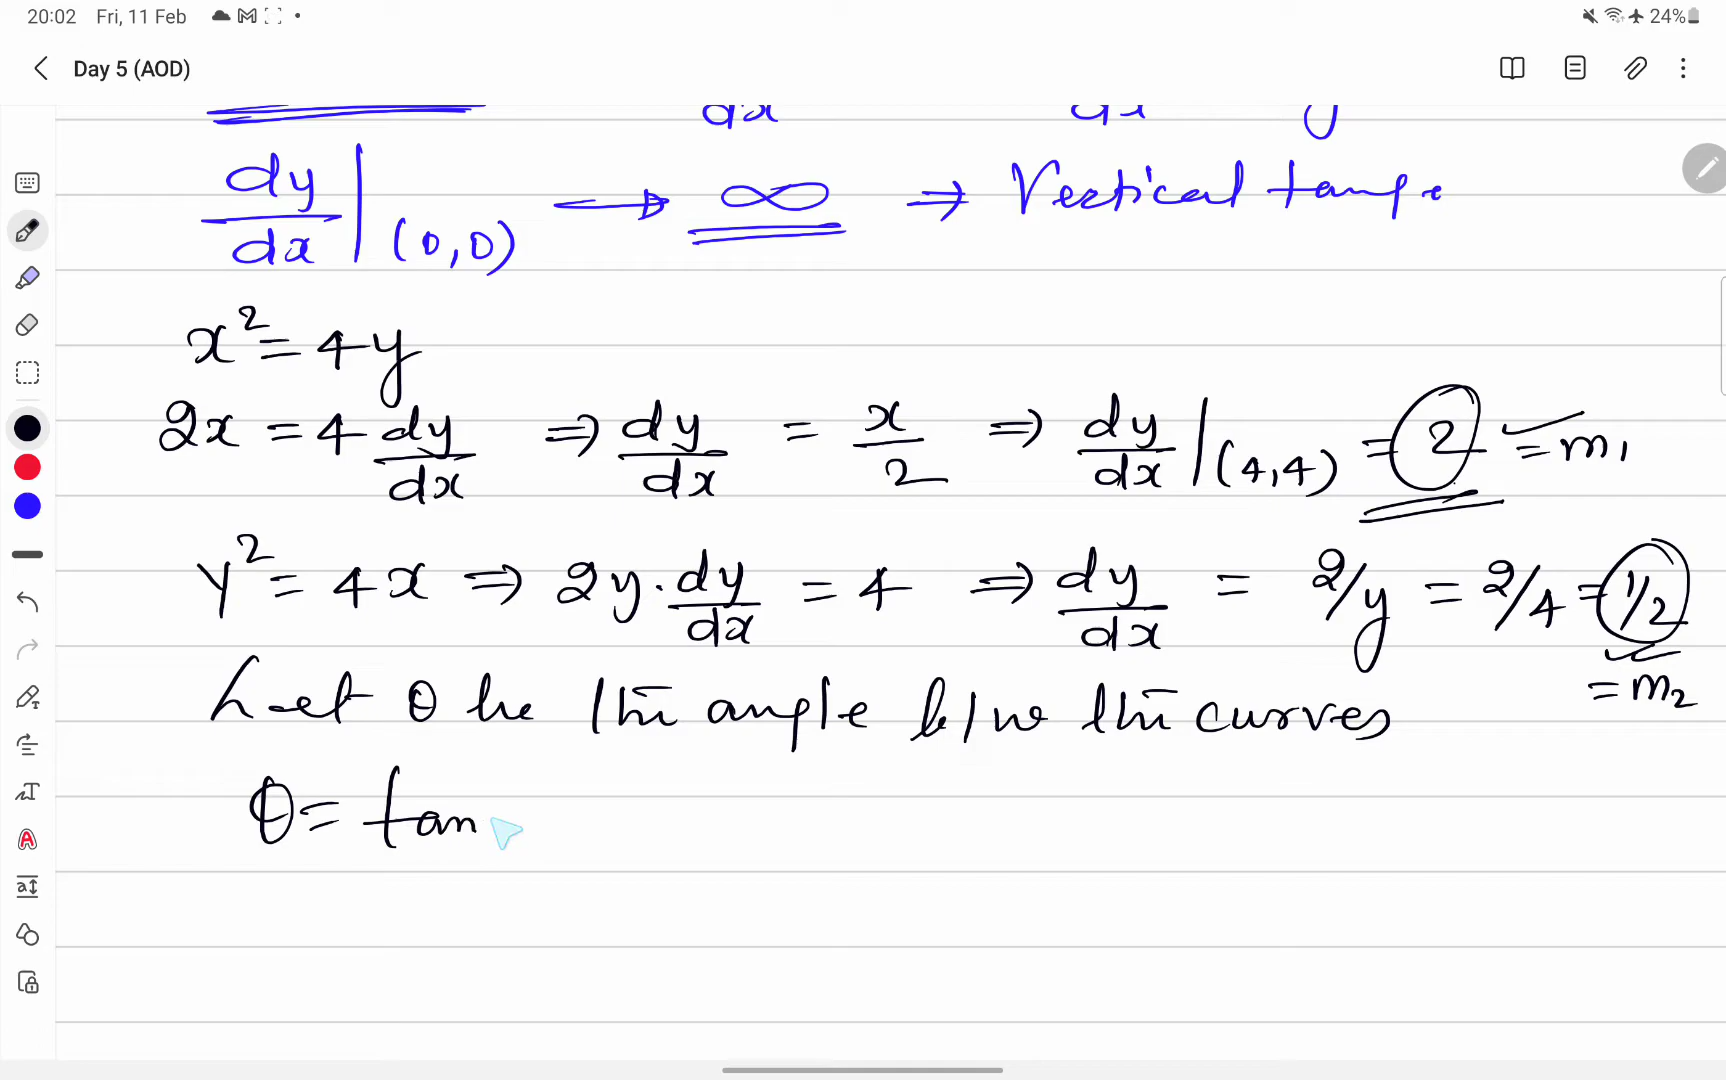 20:02 Fri, 11 Feb 24%
Day 5 (AOD)
dy/dx |(0,0) → ∞ ⇒ Vertical tange
x² = 4y
2x = 4 dy/dx ⇒ dy/dx = x/2 ⇒ dy/dx |(4,4) = 2 = m₁
y² = 4x ⇒ 2y · dy/dx = 4 ⇒ dy/dx = 2/y = 2/4 = 1/2
= m₂
Let θ be the angle b/w the curves
θ = tan